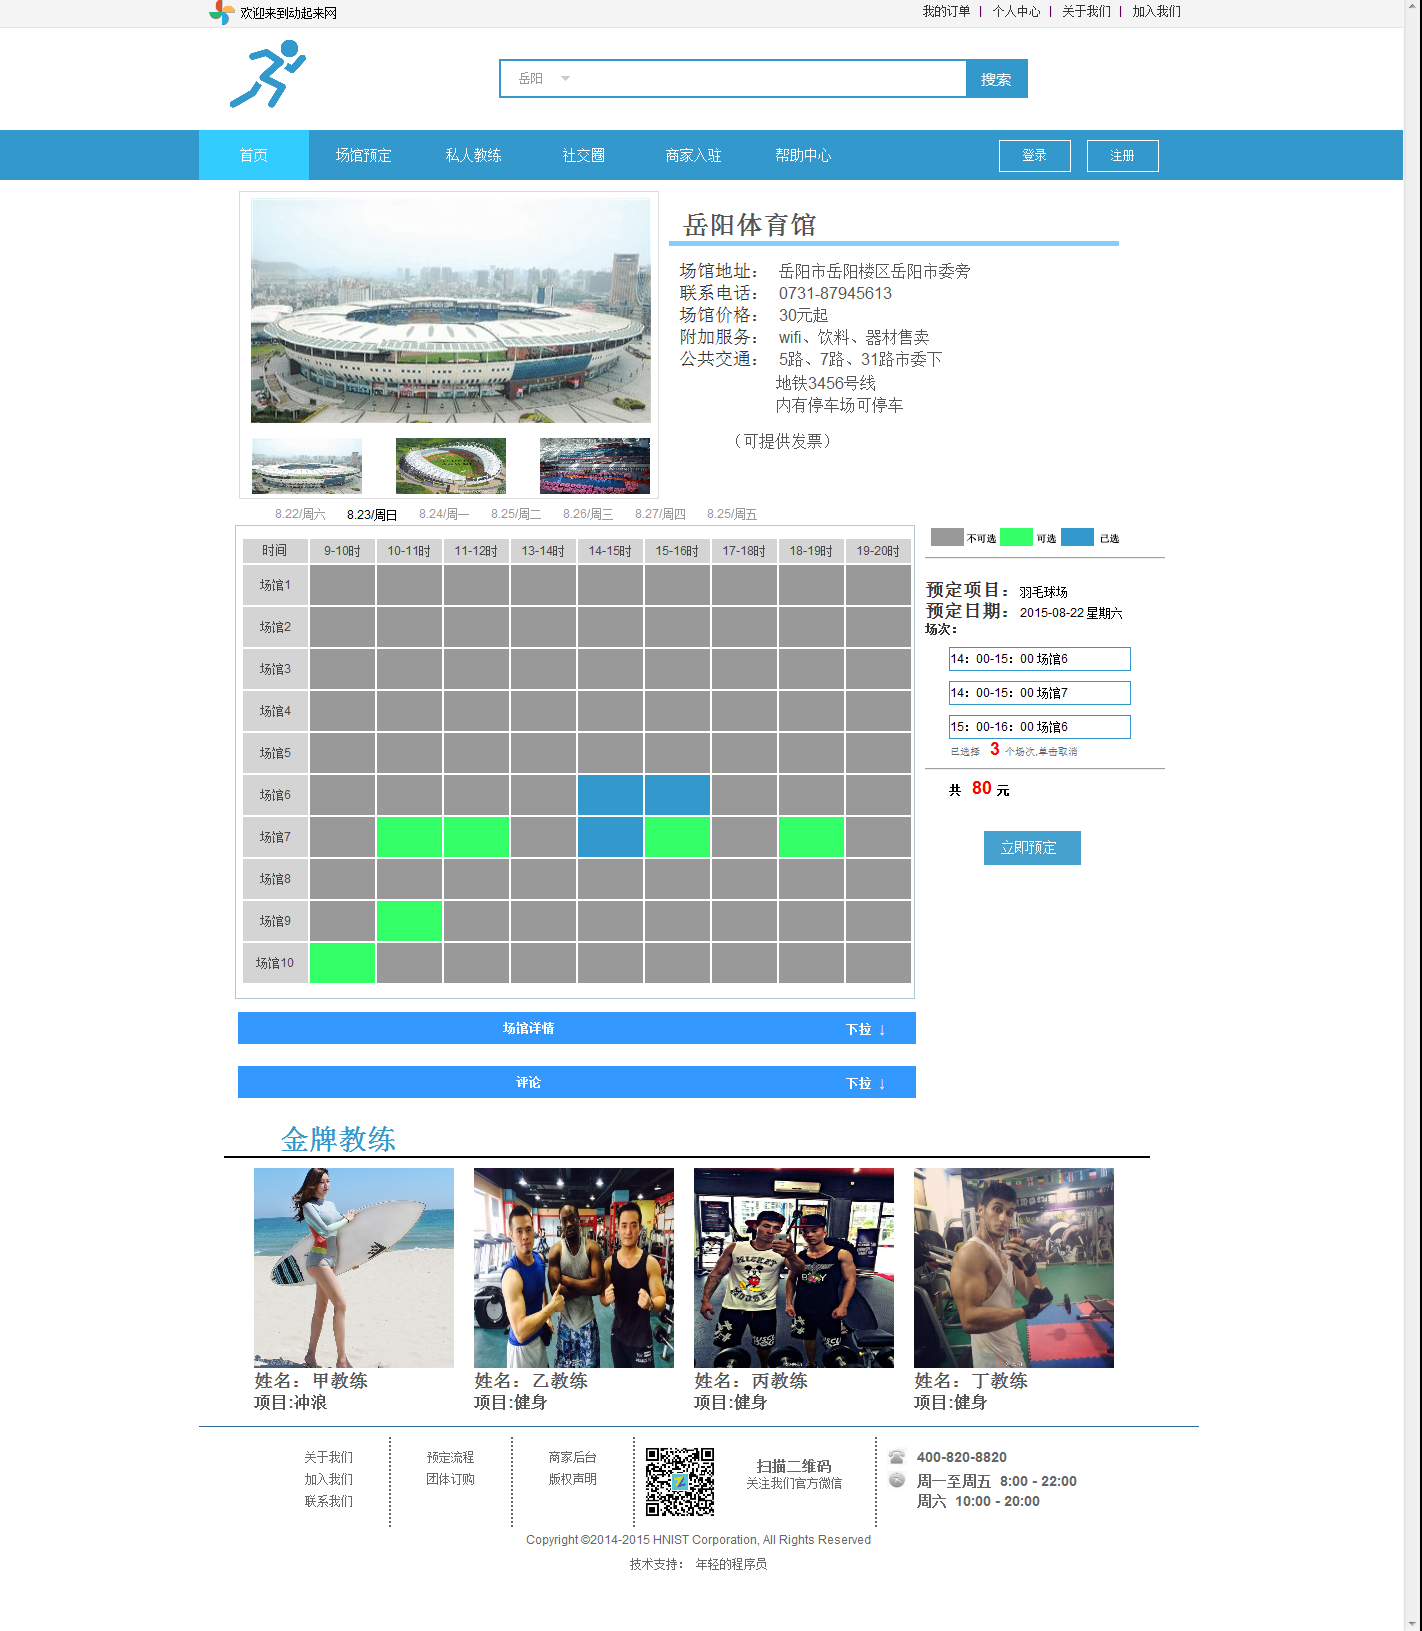 欢迎来到动起来网
我的订单 | 个人中心 | 关于我们 | 加入我们
岳阳
搜索
首页 场馆预定 私人教练 社交圈 商家入驻 帮助中心 登录 注册
岳阳体育馆
场馆地址： 岳阳市岳阳楼区岳阳市委旁
联系电话： 0731-87945613
场馆价格： 30元起
附加服务： wifi、饮料、器材售卖
公共交通： 5路、7路、31路市委下
地铁3456号线
内有停车场可停车
（可提供发票）
8.22/周六 8.23/周日 8.24/周一 8.25/周二 8.26/周三 8.27/周四 8.25/周五
时间 9-10时 10-11时 11-12时 13-14时 14-15时 15-16时 17-18时 18-19时 19-20时
场馆1
场馆2
场馆3
场馆4
场馆5
场馆6
场馆7
场馆8
场馆9
场馆10
不可选 可选 已选
预定项目： 羽毛球场
预定日期： 2015-08-22 星期六
场次：
14：00-15：00 场馆6
14：00-15：00 场馆7
15：00-16：00 场馆6
已选择 3 个场次,单击取消
共 80 元
立即预定
场馆详情 下拉 ↓
评论 下拉 ↓
金牌教练
MICKEY
MOUSE
BOY
姓名：甲教练
项目:冲浪
姓名：乙教练
项目:健身
姓名：丙教练
项目:健身
姓名：丁教练
项目:健身
关于我们
加入我们
联系我们
预定流程
团体订购
商家后台
版权声明
扫描二维码
关注我们官方微信
400-820-8820
周一至周五 8:00 - 22:00
周六 10:00 - 20:00
Copyright ©2014-2015 HNIST Corporation, All Rights Reserved
技术支持： 年轻的程序员